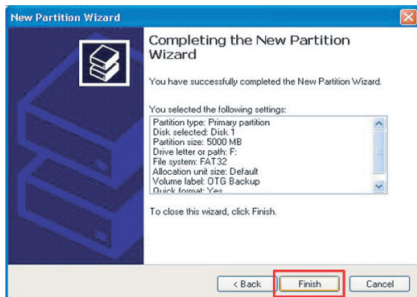 New Partition Wizard
Completing the New Partition
Wizard
You have successfully completed the New Partition Wizard.
You selected the following settings:
Partition type: Primary partition
Disk selected: Disk 1
Partition size: 5000 MB
Drive letter or path: F:
File system: FAT32
Allocation unit size: Default
Volume label: OTG Backup
Quick format: Yes
To close this wizard, click Finish.
< Back
Finish
Cancel